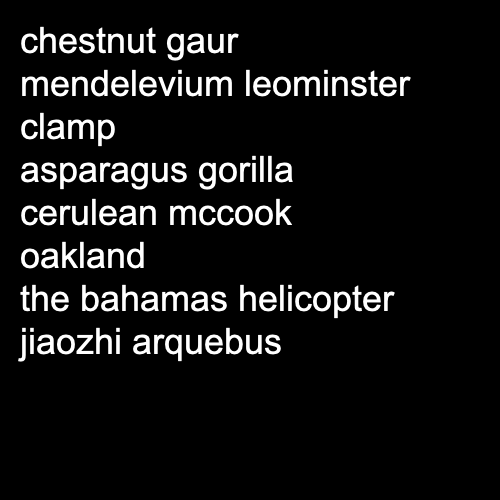 chestnut gaur
mendelevium leominster
clamp
asparagus gorilla
cerulean mccook
oakland
the bahamas helicopter
jiaozhi arquebus